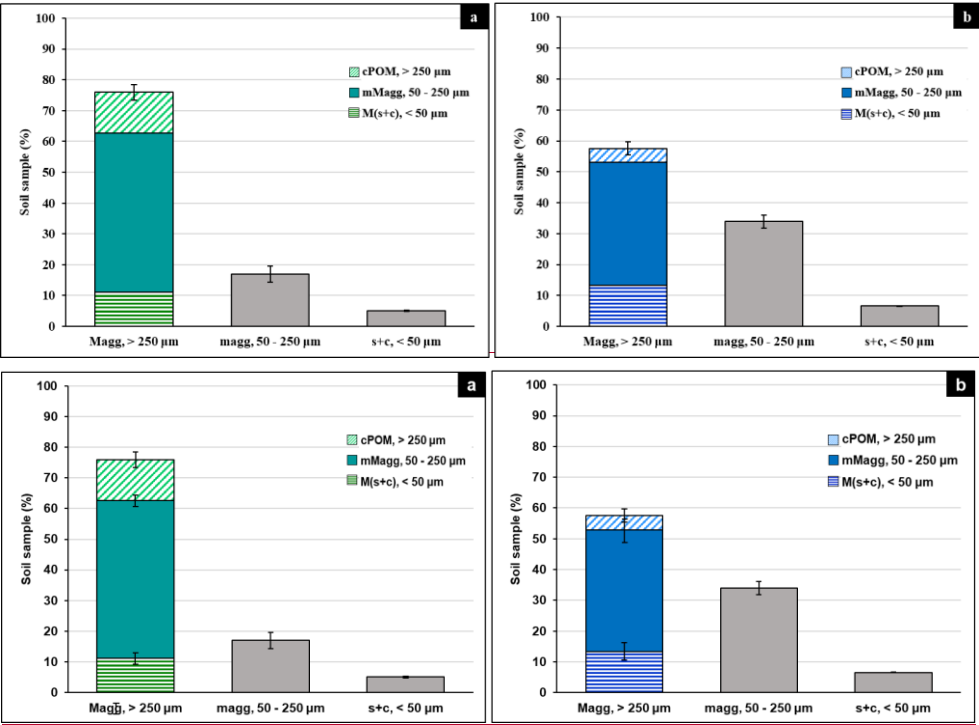 a
100
90
80
70
60
50
40
30
20
10
0
Soil sample (%)
cPOM, > 250 µm
mMagg, 50 - 250 µm
M(s+c), < 50 µm
Magg, > 250 µm
magg, 50 - 250 µm
s+c, < 50 µm
b
100
90
80
70
60
50
40
30
20
10
0
Soil sample (%)
cPOM, > 250 µm
mMagg, 50 - 250 µm
M(s+c), < 50 µm
Magg, > 250 µm
magg, 50 - 250 µm
s+c, < 50 µm
a
100
90
80
70
60
50
40
30
20
10
0
Soil sample (%)
cPOM, > 250 µm
mMagg, 50 - 250 µm
M(s+c), < 50 µm
Magg, > 250 µm
magg, 50 - 250 µm
s+c, < 50 µm
b
100
90
80
70
60
50
40
30
20
10
0
Soil sample (%)
cPOM, > 250 µm
mMagg, 50 - 250 µm
M(s+c), < 50 µm
Magg, > 250 µm
magg, 50 - 250 µm
s+c, < 50 µm